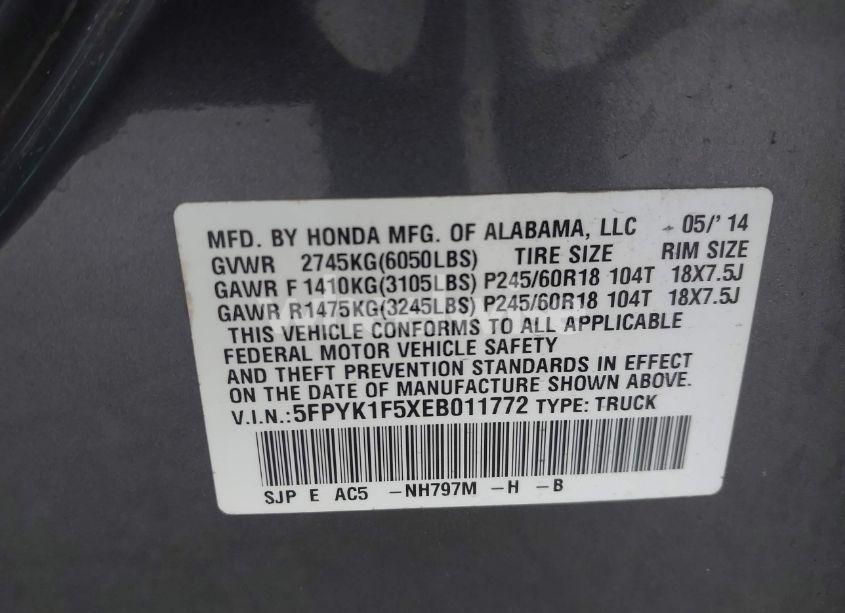 MFD. BY HONDA MFG. OF ALABAMA, LLC 05/'14
GVWR 2745KG(6050LBS) TIRE SIZE RIM SIZE
GAWR F 1410KG(3105LBS) P245/60R18 104T 18X7.5J
GAWR R1475KG(3245LBS) P245/60R18 104T 18X7.5J
THIS VEHICLE CONFORMS TO ALL APPLICABLE
FEDERAL MOTOR VEHICLE SAFETY
AND THEFT PREVENTION STANDARDS IN EFFECT
ON THE DATE OF MANUFACTURE SHOWN ABOVE.
V.I.N.:5FPYK1F5XEB011772 TYPE: TRUCK
SJP E AC5 -NH797M -H -B